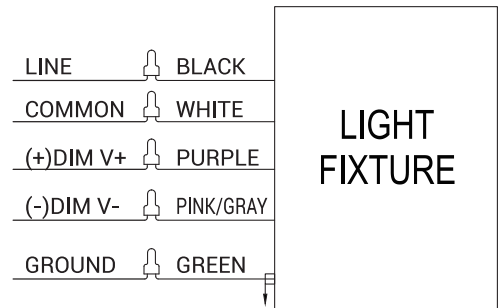 LINE BLACK
COMMON WHITE
(+)DIM V+ PURPLE
(-)DIM V- PINK/GRAY
GROUND GREEN
LIGHT
FIXTURE